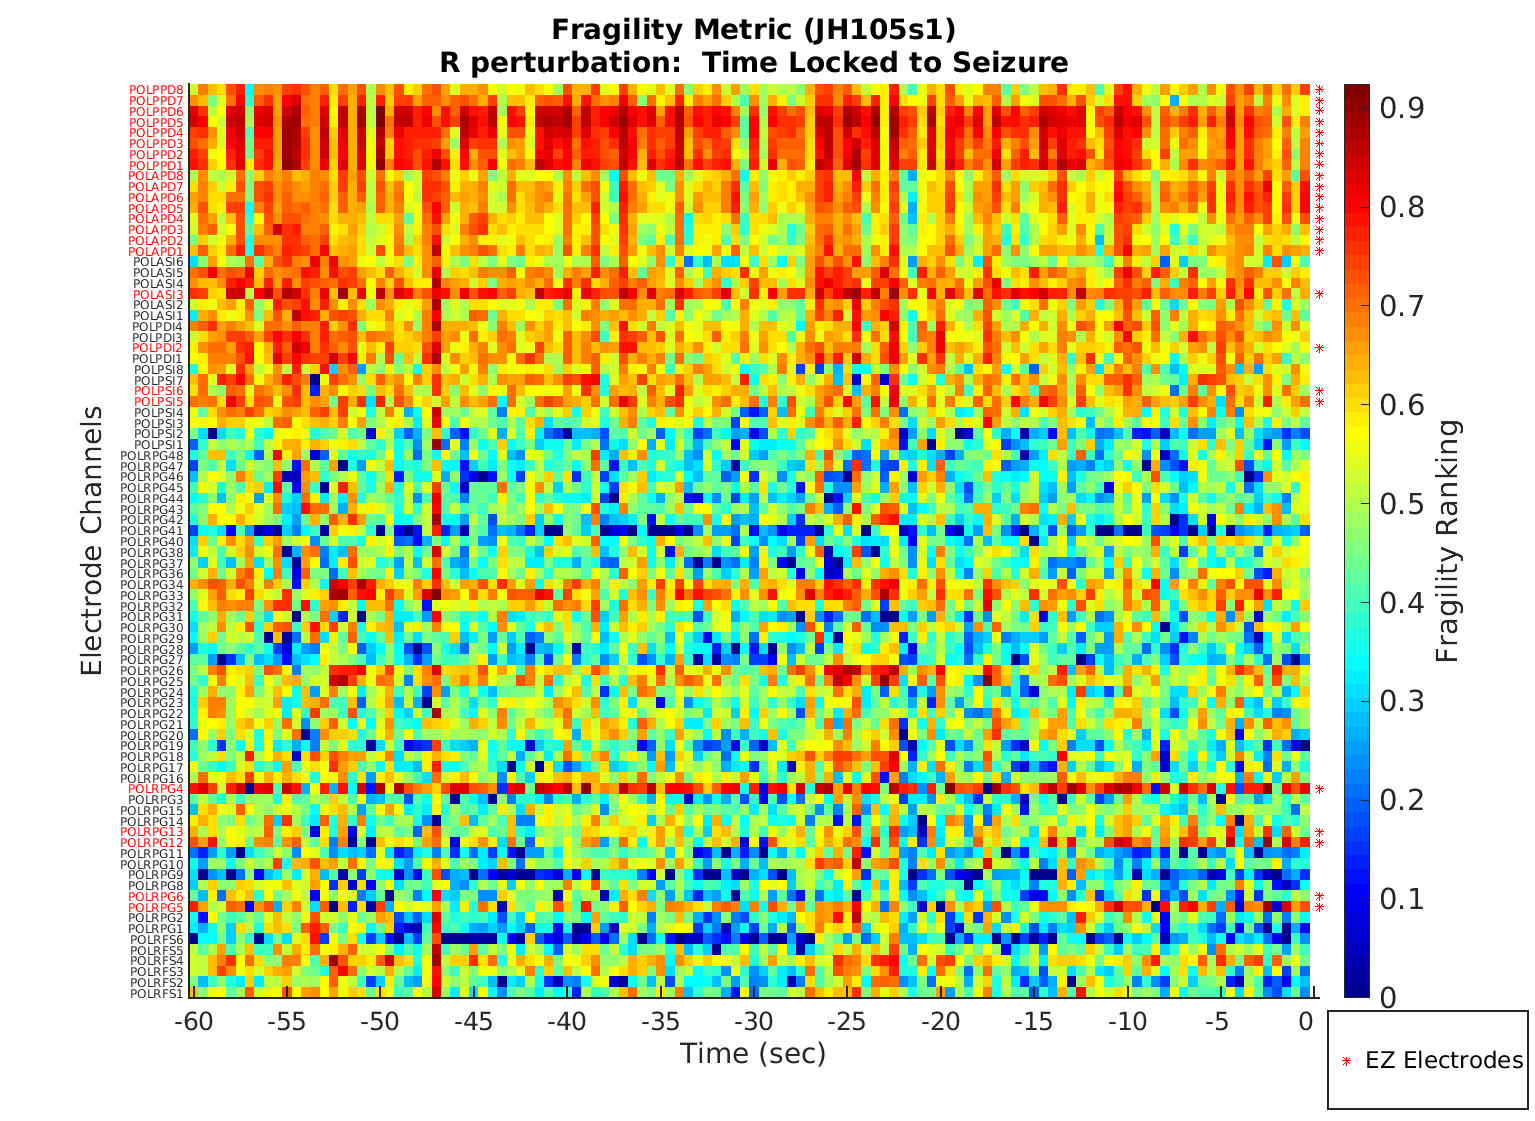 Fragility Metric (JH105s1)
R perturbation:  Time Locked to Seizure
Electrode Channels
POLPPD8
POLPPD7
POLPPD6
POLPPD5
POLPPD4
POLPPD3
POLPPD2
POLPPD1
POLAPD8
POLAPD7
POLAPD6
POLAPD5
POLAPD4
POLAPD3
POLAPD2
POLAPD1
POLASI6
POLASI5
POLASI4
POLASI3
POLASI2
POLASI1
POLPDI4
POLPDI3
POLPDI2
POLPDI1
POLPSI8
POLPSI7
POLPSI6
POLPSI5
POLPSI4
POLPSI3
POLPSI2
POLPSI1
POLRPG48
POLRPG47
POLRPG46
POLRPG45
POLRPG44
POLRPG43
POLRPG42
POLRPG41
POLRPG40
POLRPG38
POLRPG37
POLRPG36
POLRPG34
POLRPG33
POLRPG32
POLRPG31
POLRPG30
POLRPG29
POLRPG28
POLRPG27
POLRPG26
POLRPG25
POLRPG24
POLRPG23
POLRPG22
POLRPG21
POLRPG20
POLRPG19
POLRPG18
POLRPG17
POLRPG16
POLRPG4
POLRPG3
POLRPG15
POLRPG14
POLRPG13
POLRPG12
POLRPG11
POLRPG10
POLRPG9
POLRPG8
POLRPG6
POLRPG5
POLRPG2
POLRPG1
POLRFS6
POLRFS5
POLRFS4
POLRFS3
POLRFS2
POLRFS1
-60 -55 -50 -45 -40 -35 -30 -25 -20 -15 -10 -5 0
Time (sec)
0.9
0.8
0.7
0.6
0.5
0.4
0.3
0.2
0.1
0
Fragility Ranking
EZ Electrodes